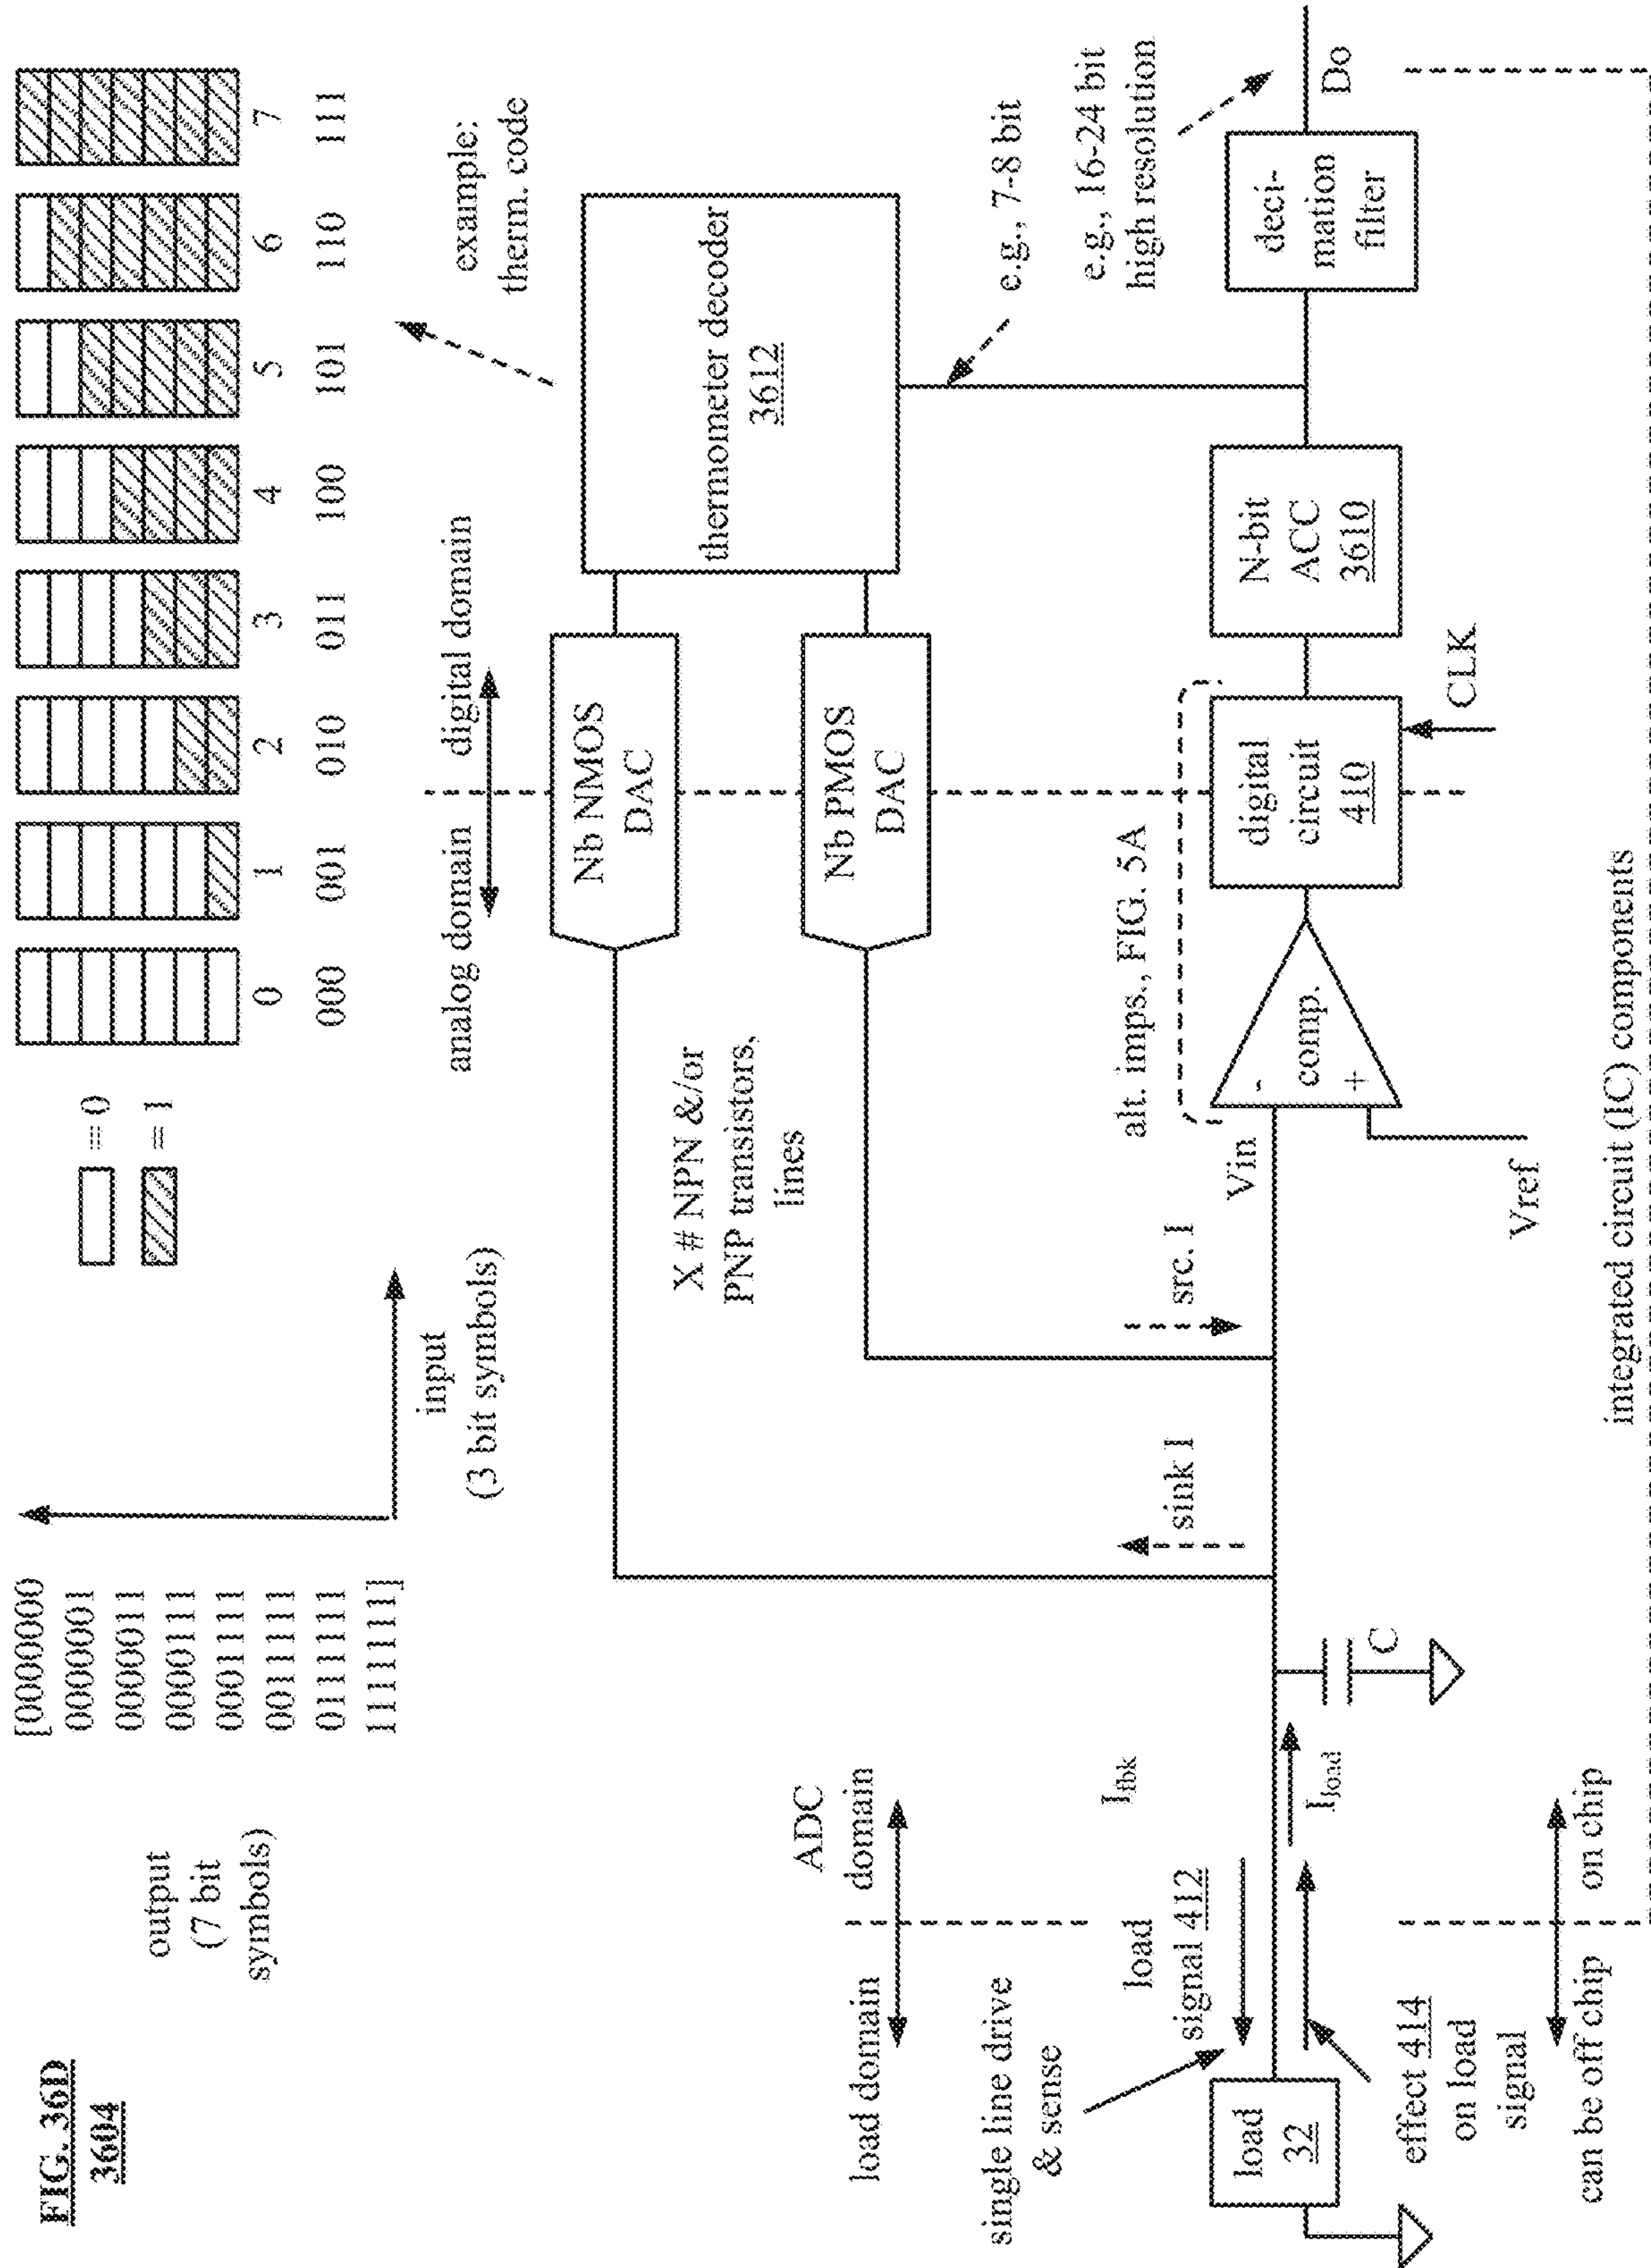 FIG. 36D
3604
output
(7 bit
symbols)
[0000000
0000001
0000011
0000111
0001111
0011111
0111111
1111111]
input
(3 bit symbols)
= 0
= 1
0 1 2 3 4 5 6 7
000 001 010 011 100 101 110 111
example:
therm. code
analog domain
digital domain
Nb NMOS
DAC
Nb PMOS
DAC
thermometer decoder
3612
X # NPN &/or
PNP transistors,
lines
e.g., 7-8 bit
e.g., 16-24 bit
high resolution
load domain
ADC
domain
single line drive
& sense
load
signal 412
Ifbk
sink I
src. I
alt. imps., FIG. 5A
load
32
effect 414
on load
signal
Iload
C
Vin
Vref
-
comp.
+
digital
circuit
410
CLK
N-bit
ACC
3610
deci-
mation
filter
Do
can be off chip
on chip
integrated circuit (IC) components